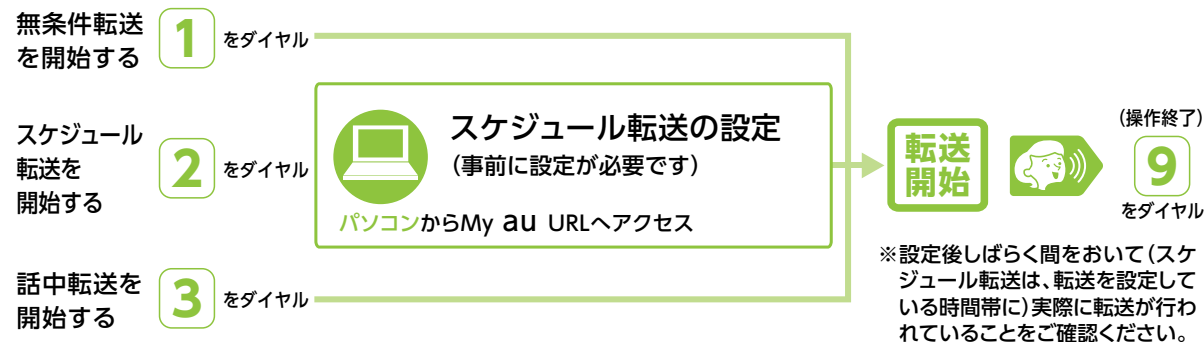 無条件転送
を開始する
1
をダイヤル
スケジュール
転送を
開始する
2
をダイヤル
スケジュール転送の設定
(事前に設定が必要です)
パソコンからMy au URLへアクセス
話中転送を
開始する
3
をダイヤル
転送
開始
(操作終了)
9
をダイヤル
※設定後しばらく間をおいて(スケ
ジュール転送は、転送を設定して
いる時間帯に)実際に転送が行わ
れていることをご確認ください。